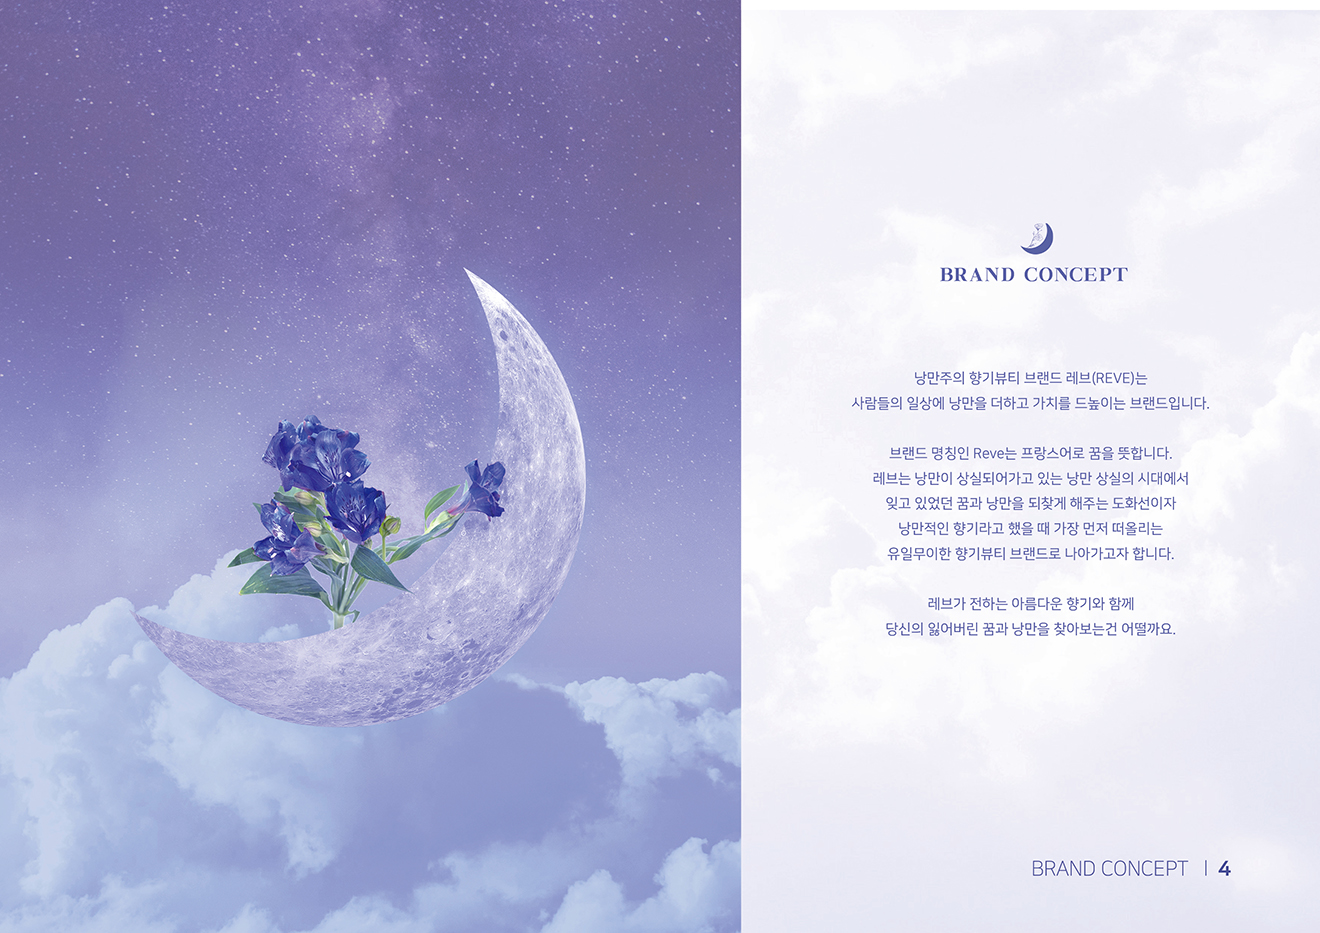 BRAND CONCEPT
낭만주의 향기뷰티 브랜드 레브(REVE)는
사람들의 일상에 낭만을 더하고 가치를 드높이는 브랜드입니다.
브랜드 명칭인 Reve는 프랑스어로 꿈을 뜻합니다.
레브는 낭만이 상실되어가고 있는 낭만 상실의 시대에서
잊고 있었던 꿈과 낭만을 되찾게 해주는 도화선이자
낭만적인 향기라고 했을 때 가장 먼저 떠올리는
유일무이한 향기뷰티 브랜드로 나아가고자 합니다.
레브가 전하는 아름다운 향기와 함께
당신의 잃어버린 꿈과 낭만을 찾아보는건 어떨까요.
BRAND CONCEPT | 4